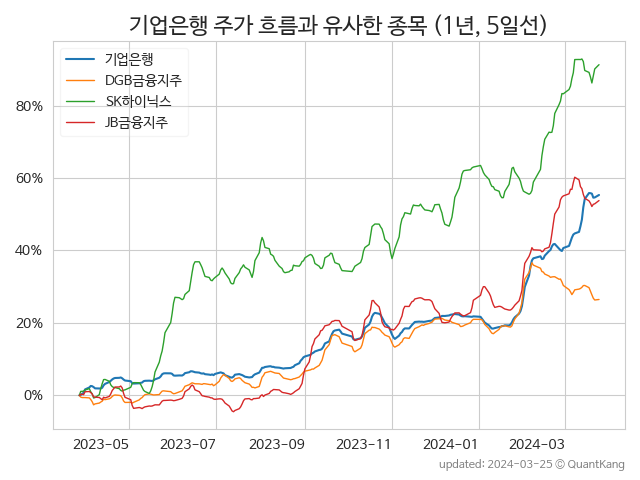 기업은행 주가 흐름과 유사한 종목 (1년, 5일선)
기업은행
DGB금융지주
SK하이닉스
JB금융지주
80%
60%
40%
20%
0%
2023-05 2023-07 2023-09 2023-11 2024-01 2024-03
updated: 2024-03-25 © QuantKang